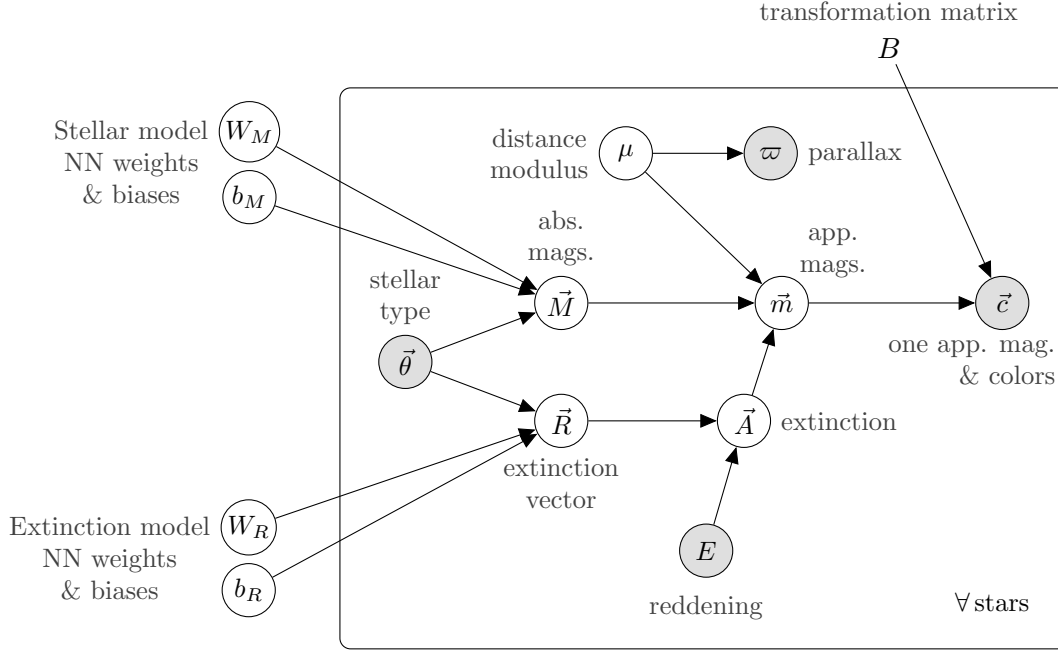 transformation matrix
B
Stellar model
NN weights
& biases
W_M
b_M
distance
modulus
μ
ϖ
parallax
abs.
mags.
app.
mags.
stellar
type
M⃗
m⃗
c⃗
one app. mag.
& colors
θ⃗
R⃗
A⃗
extinction
extinction
vector
Extinction model
NN weights
& biases
W_R
b_R
E
reddening
∀ stars